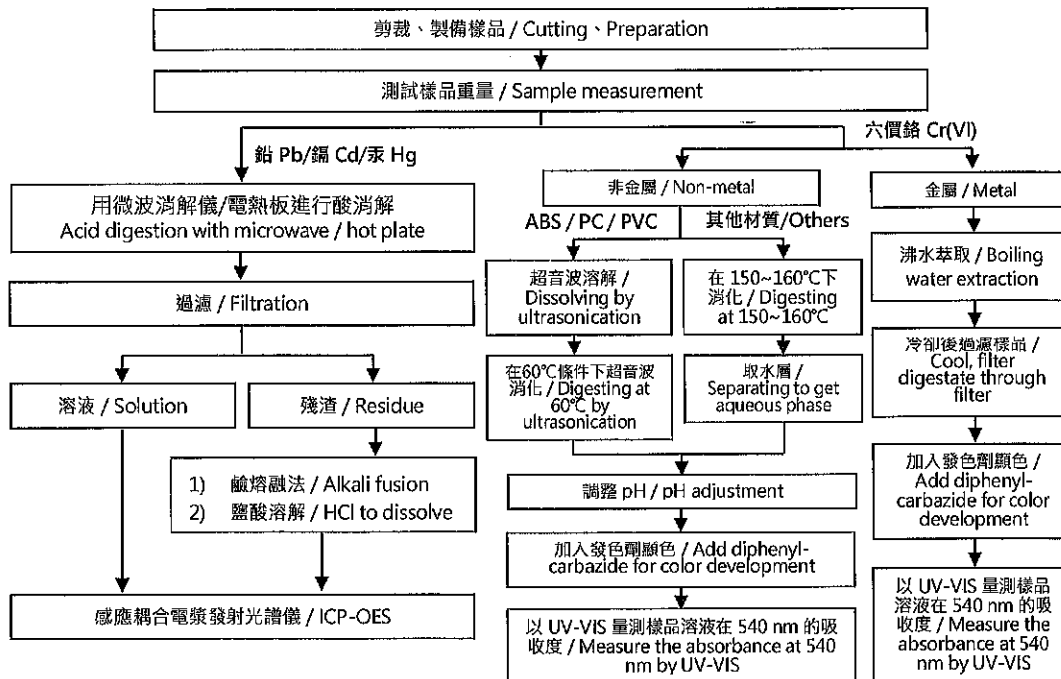 剪裁、製備樣品 / Cutting、Preparation
測試樣品重量 / Sample measurement
鉛 Pb/鎘 Cd/汞 Hg
用微波消解儀/電熱板進行酸消解
Acid digestion with microwave / hot plate
過濾 / Filtration
溶液 / Solution
殘渣 / Residue
1) 鹼熔融法 / Alkali fusion
2) 鹽酸溶解 / HCl to dissolve
感應耦合電漿發射光譜儀 / ICP-OES
六價鉻 Cr(VI)
非金屬 / Non-metal
ABS / PC / PVC
超音波溶解 /
Dissolving by
ultrasonication
在60℃條件下超音波
消化 / Digesting at
60℃ by
ultrasonication
其他材質/Others
在 150~160℃下
消化 / Digesting
at 150~160℃
取水層 /
Separating to get
aqueous phase
調整 pH / pH adjustment
加入發色劑顯色 / Add diphenyl-
carbazide for color development
以 UV-VIS 量測樣品溶液在 540 nm 的吸
收度 / Measure the absorbance at 540
nm by UV-VIS
金屬 / Metal
沸水萃取 / Boiling
water extraction
冷卻後過濾樣品 /
Cool, filter
digestate through
filter
加入發色劑顯色 /
Add diphenyl-
carbazide for color
development
以 UV-VIS 量測樣品
溶液在 540 nm 的吸
收度 / Measure the
absorbance at 540
nm by UV-VIS